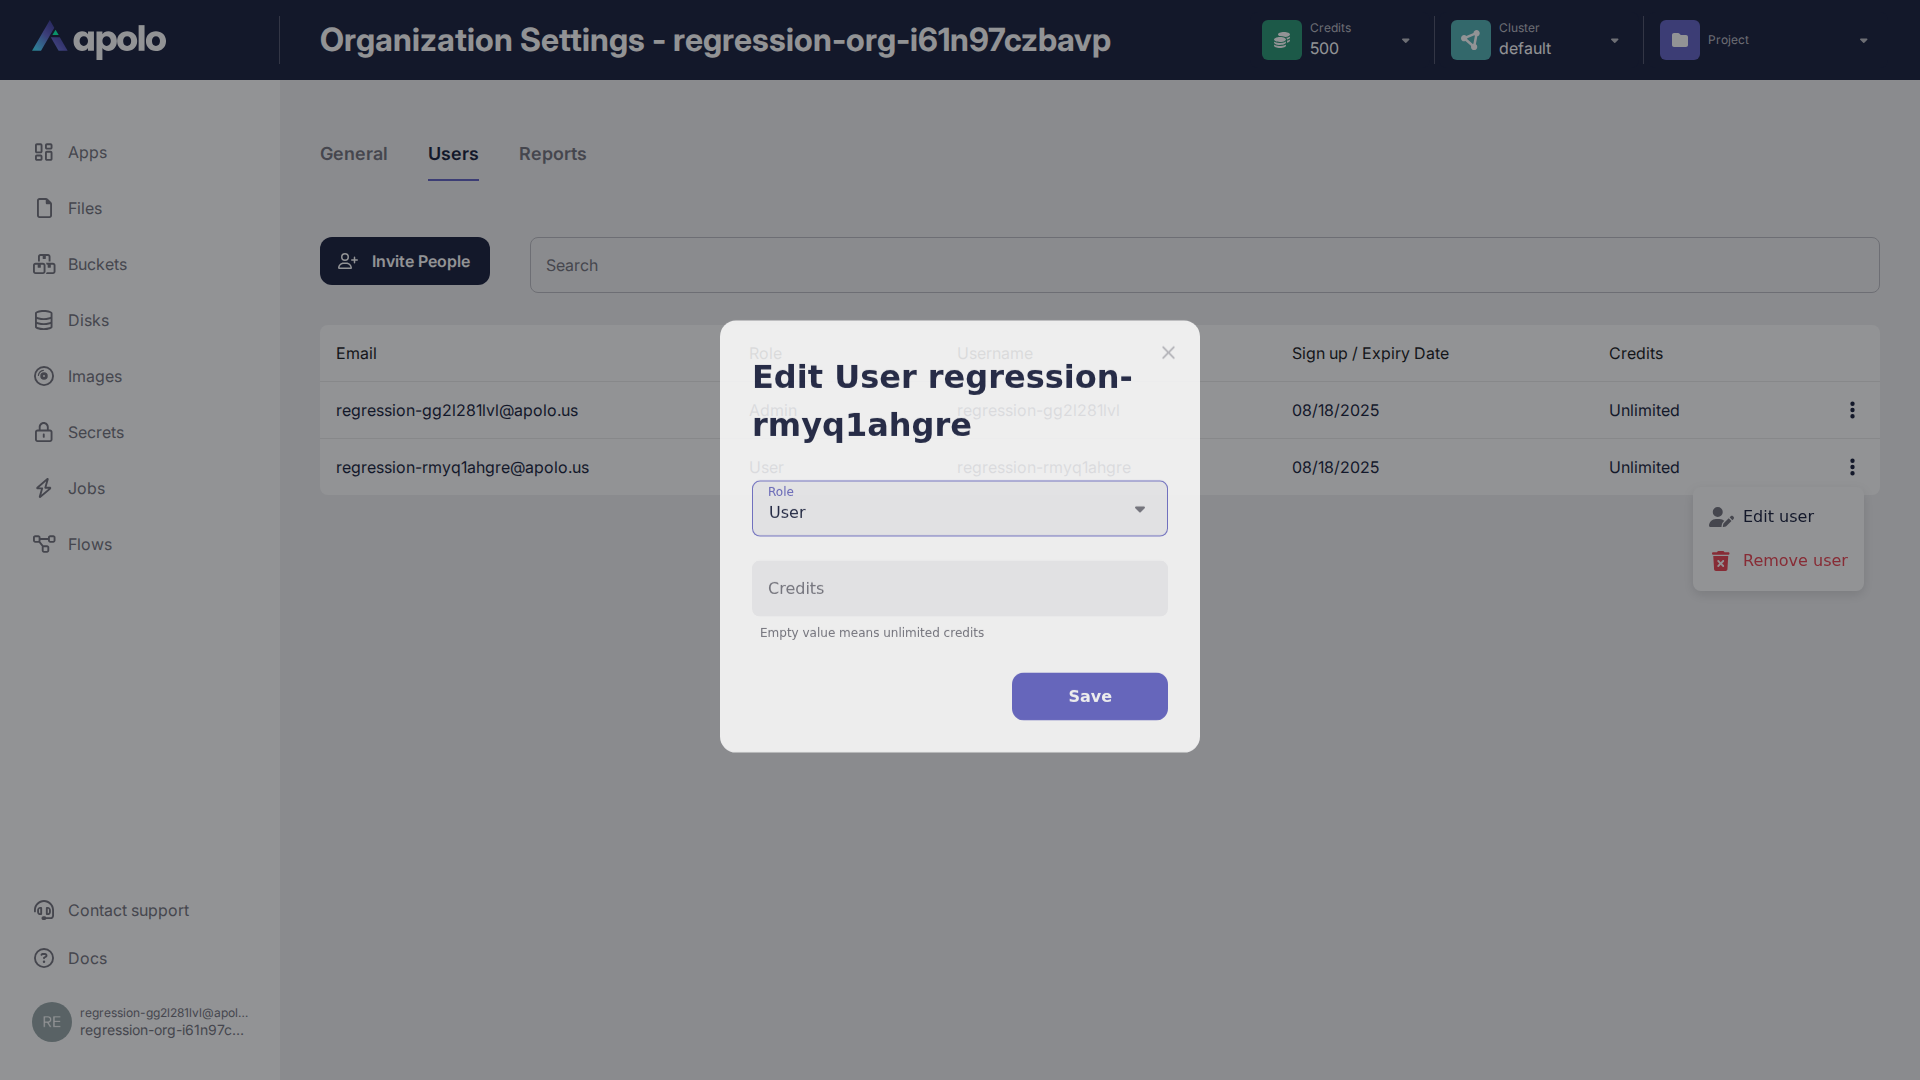 apolo
Organization Settings - regression-org-i61n97czbavp
Credits
500
Cluster
default
Project
Apps
Files
Buckets
Disks
Images
Secrets
Jobs
Flows
General
Users
Reports
Invite People
Search
Email
Role
Username
Sign up / Expiry Date
Credits
regression-gg2l281lvl@apolo.us
Admin
regression-gg2l281lvl
08/18/2025
Unlimited
regression-rmyq1ahgre@apolo.us
User
regression-rmyq1ahgre
08/18/2025
Unlimited
Edit User regression-
rmyq1ahgre
Role
User
Credits
Empty value means unlimited credits
Save
Edit user
Remove user
Contact support
Docs
RE
regression-gg2l281lvl@apol...
regression-org-i61n97c...